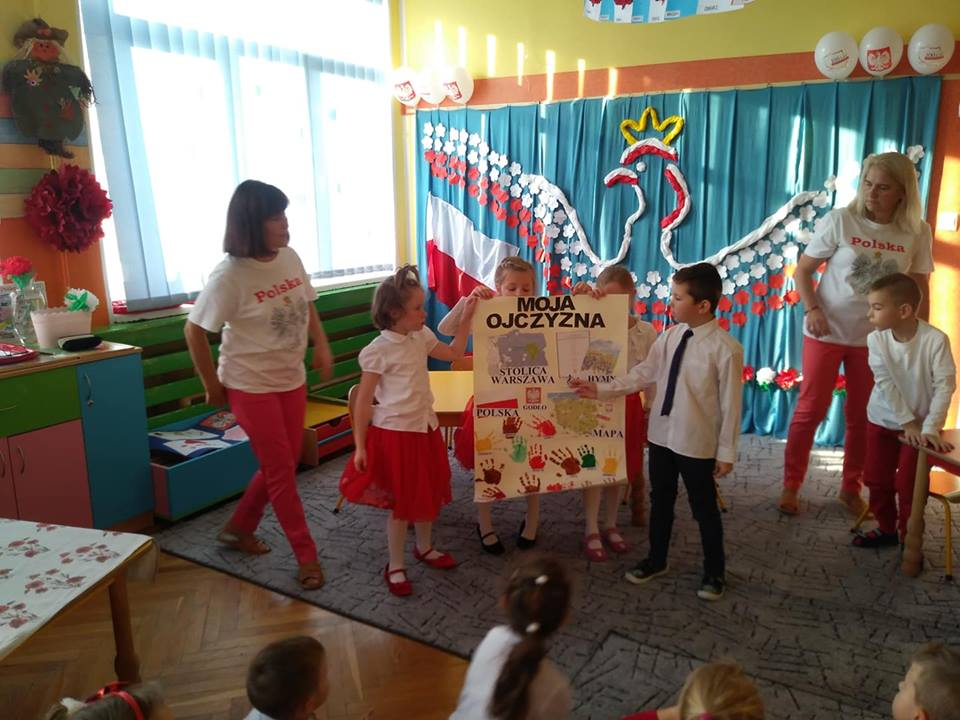 MOJA
OJCZYZNA
STOLICA
WARSZAWA
HYMN
POLSKA
GODŁO
MAPA
Polska
Polska